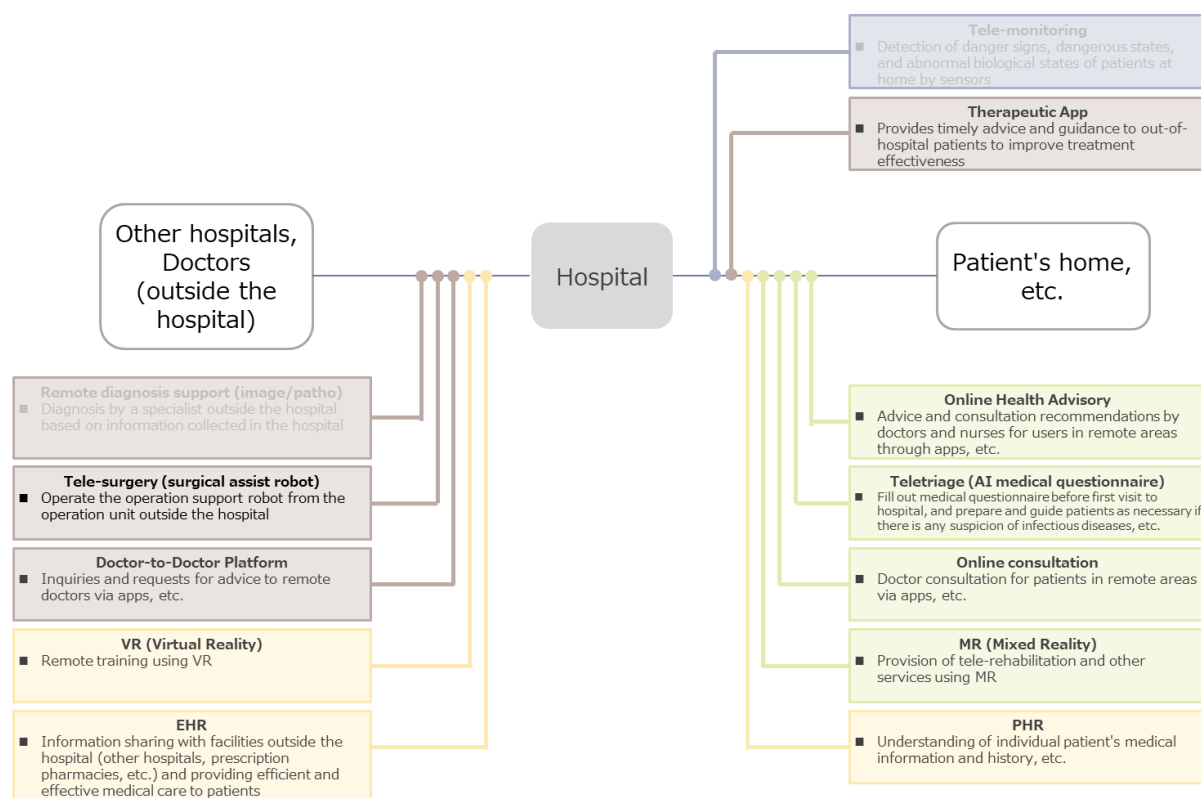 Tele-monitoring
■ Detection of danger signs, dangerous states,
and abnormal biological states of patients at
home by sensors
Therapeutic App
■ Provides timely advice and guidance to out-of-
hospital patients to improve treatment
effectiveness
Other hospitals,
Doctors
(outside the
hospital)
Hospital
Patient's home,
etc.
Remote diagnosis support (image/patho)
■ Diagnosis by a specialist outside the hospital
based on information collected in the hospital
Tele-surgery (surgical assist robot)
■ Operate the operation support robot from the
operation unit outside the hospital
Doctor-to-Doctor Platform
■ Inquiries and requests for advice to remote
doctors via apps, etc.
VR (Virtual Reality)
■ Remote training using VR
EHR
■ Information sharing with facilities outside the
hospital (other hospitals, prescription
pharmacies, etc.) and providing efficient and
effective medical care to patients
Online Health Advisory
■ Advice and consultation recommendations by
doctors and nurses for users in remote areas
through apps, etc.
Teletriage (AI medical questionnaire)
■ Fill out medical questionnaire before first visit to
hospital, and prepare and guide patients as necessary if
there is any suspicion of infectious diseases, etc.
Online consultation
■ Doctor consultation for patients in remote areas
via apps, etc.
MR (Mixed Reality)
■ Provision of tele-rehabilitation and other
services using MR
PHR
■ Understanding of individual patient's medical
information and history, etc.